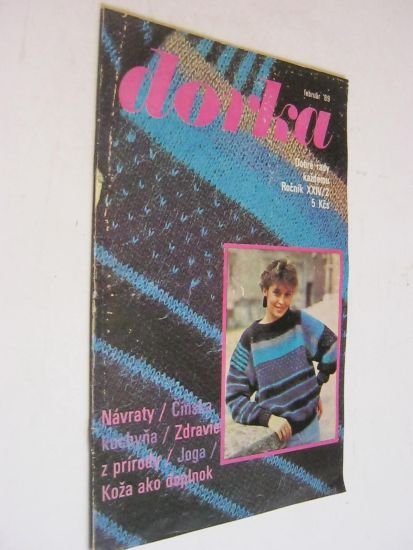 február '89
dorka
Dobré rady
každému
Ročník XXIV/2
5 Kčs
Návraty / Čínska
kuchyňa / Zdravie
z prírody / Joga /
Koža ako doplnok